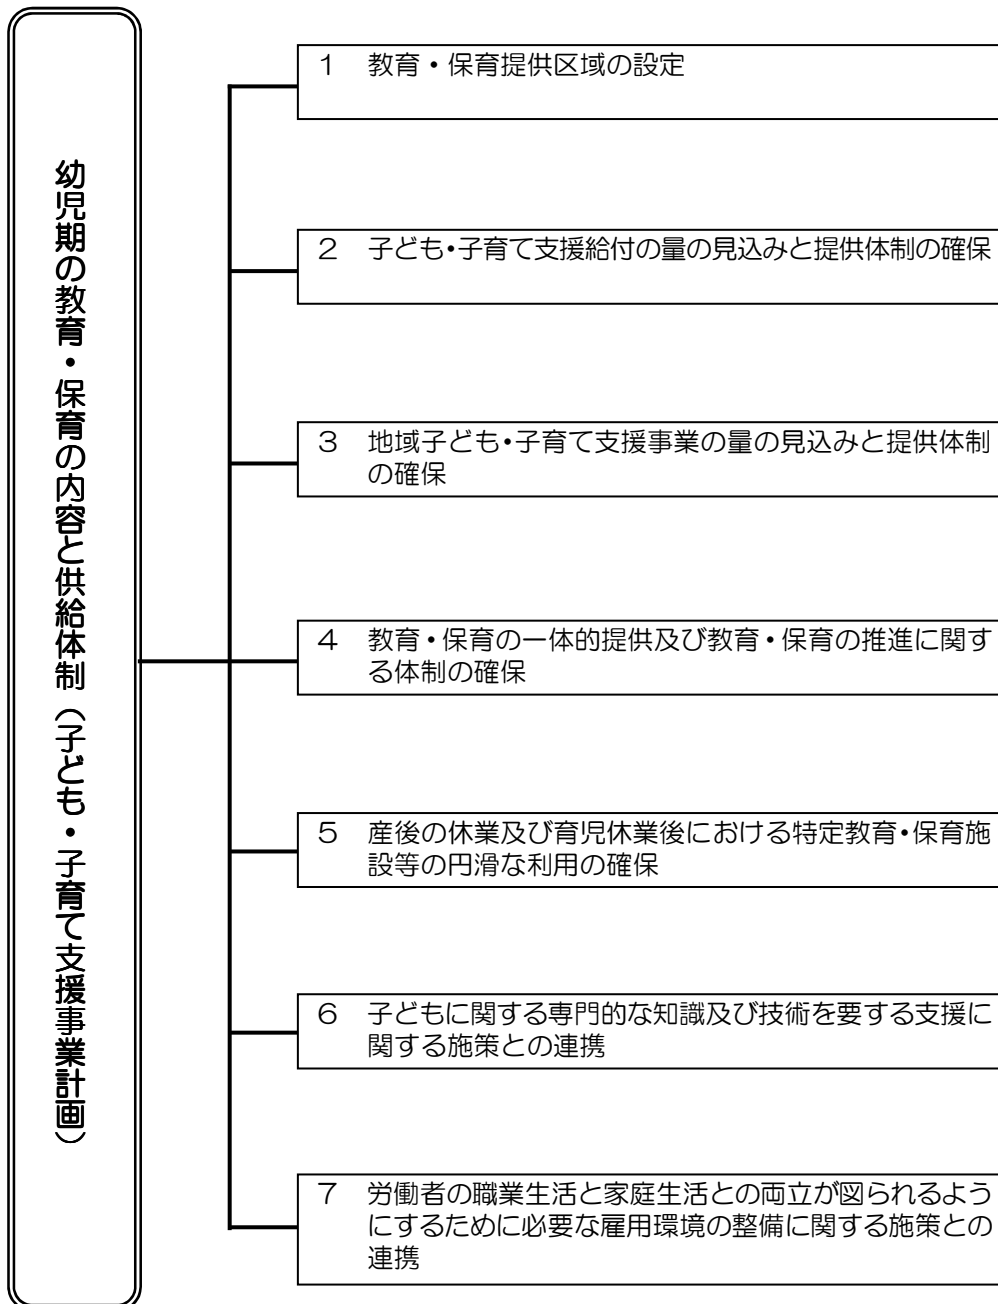 幼児期の教育・保育の内容と供給体制（子ども・子育て支援事業計画）
１　教育・保育提供区域の設定
２　子ども・子育て支援給付の量の見込みと提供体制の確保
３　地域子ども・子育て支援事業の量の見込みと提供体制
の確保
４　教育・保育の一体的提供及び教育・保育の推進に関す
る体制の確保
５　産後の休業及び育児休業後における特定教育・保育施
設等の円滑な利用の確保
６　子どもに関する専門的な知識及び技術を要する支援に
関する施策との連携
７　労働者の職業生活と家庭生活との両立が図られるよう
にするために必要な雇用環境の整備に関する施策との
連携